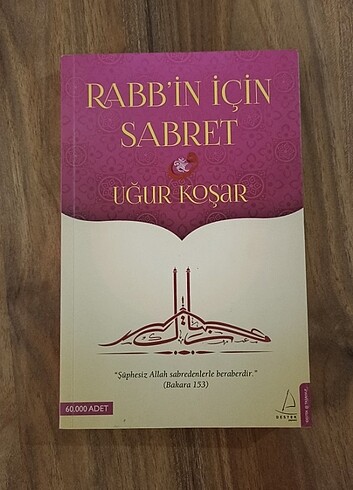 RABB'İN İÇİN
SABRET
UĞUR KOŞAR
"Şüphesiz Allah sabredenlerle beraberdir."
(Bakara 153)
60.000 ADET
DESTEK